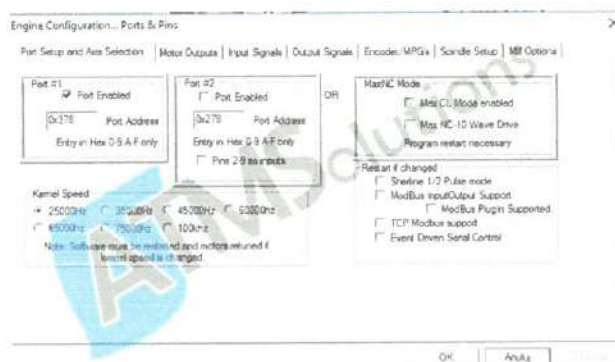 Engine Configuration... Ports & Pins
Port Setup and Axis Selection | Motor Outputs | Input Signals | Output Signals | Encoder/MPG's | Spindle Setup | Mill Options
Port #1
Port Enabled
0x378 Port Address
Entry in Hex 0-9 A-F only
Port #2
Port Enabled
0x278 Port Address
Entry in Hex 0-9 A-F only
Pins 2-9 as inputs
OR
MaxNC Mode
Max CL Mode enabled
Max NC-10 Wave Drive
Program restart necessary
Restart if changed
Sherline 1/2 Pulse mode
ModBus InputOutput Support
ModBus Plugin Supported.
TCP Modbus support
Event Driven Serial Control
Kernel Speed
25000Hz 35000Hz 45000Hz 60000Hz
65000Hz 75000Hz 100khz
Note: Software must be restarted and motors retuned if
kernel speed is changed.
ATMSolutions
OK Annulla